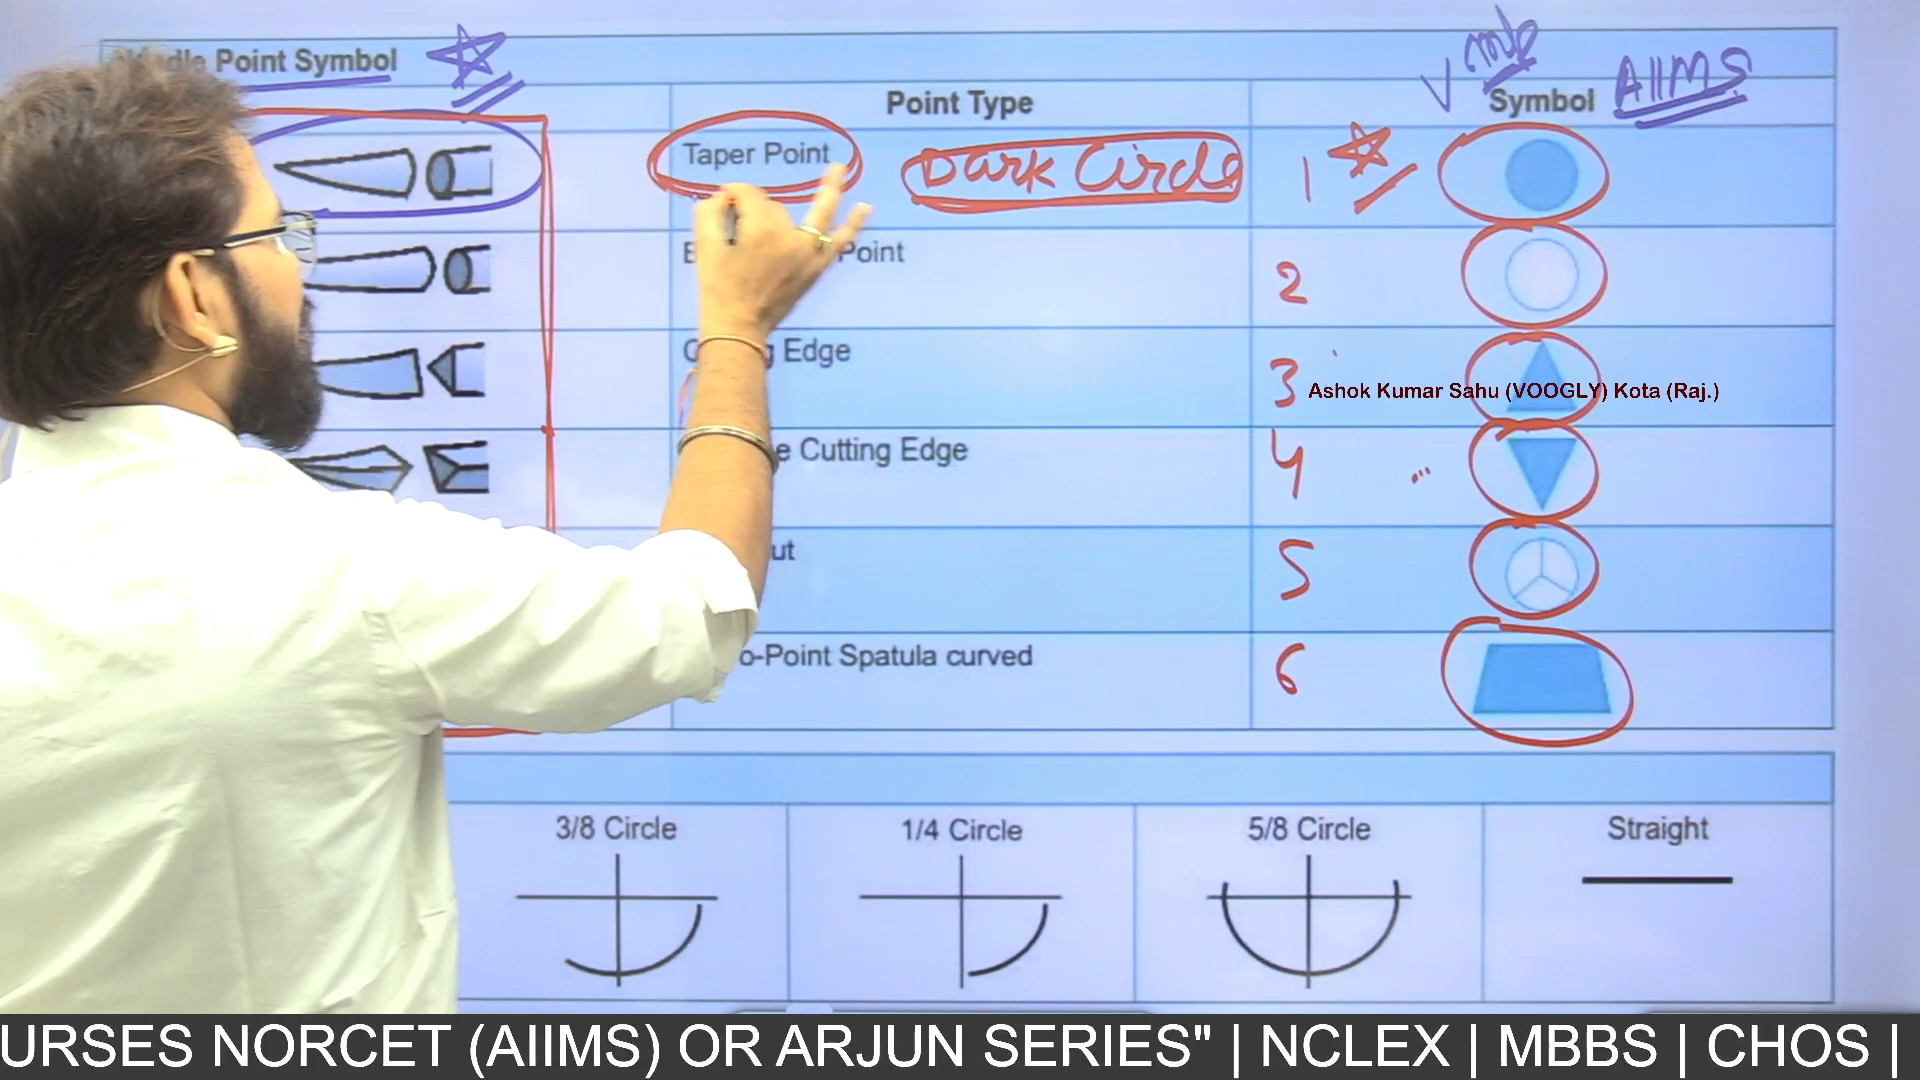 Point Symbol
V mp
AIIMS
Point Type
Symbol
Taper Point
Dark Circle
1
Point
2
Edge
3
Ashok Kumar Sahu (VOOGLY) Kota (Raj.)
Cutting Edge
4
5
o-Point Spatula curved
6
3/8 Circle
1/4 Circle
5/8 Circle
Straight
URSES NORCET (AIIMS) OR ARJUN SERIES" | NCLEX | MBBS | CHOS |